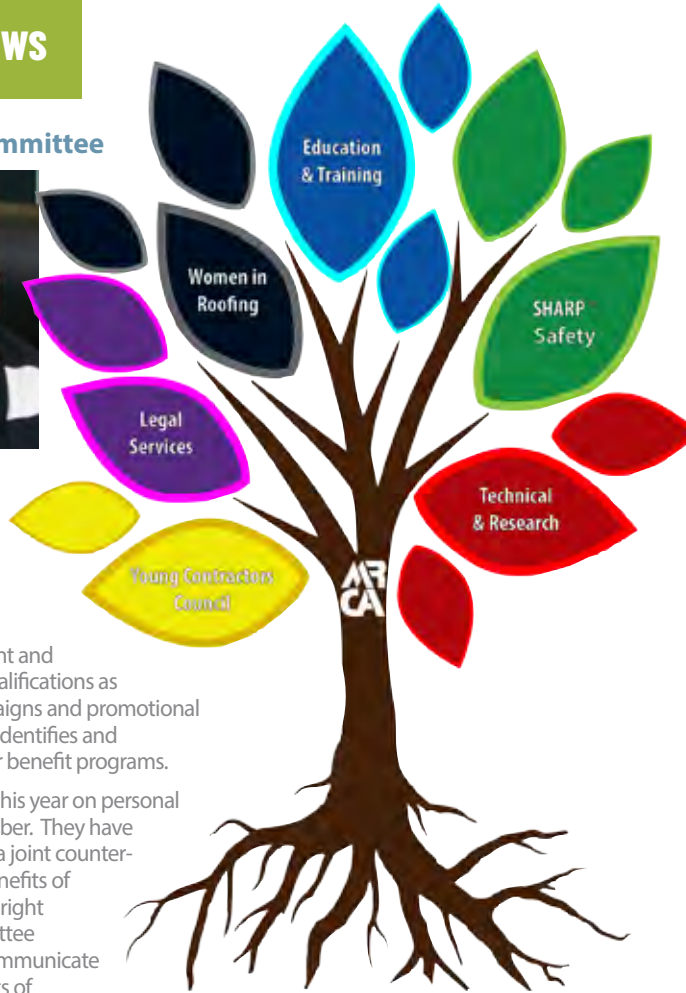 ws
mmittee
Education
& Training
Women in
Roofing
SHARP
Safety
Legal
Services
Technical
& Research
Young Contractors
Council
MR
CA
nt and
alifications as
aigns and promotional
dentifies and
r benefit programs.
his year on personal
ber. They have
a joint counter-
nefits of
right
ttee
mmunicate
ts of